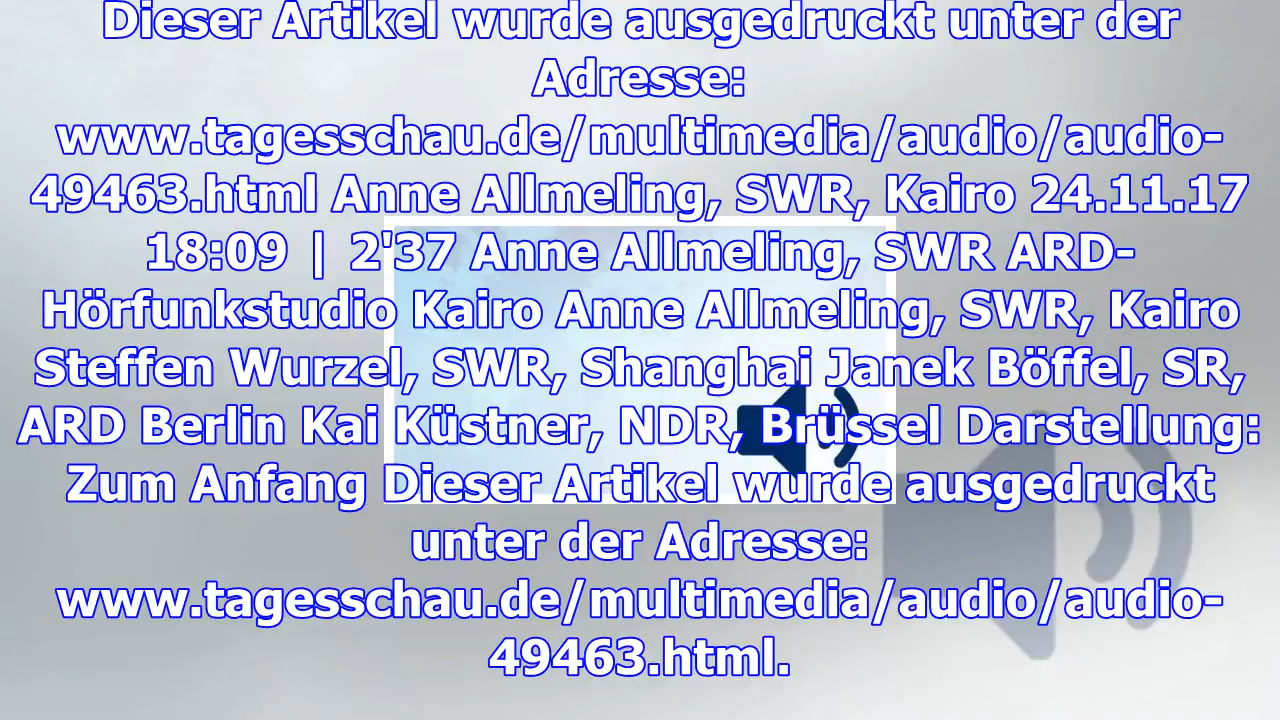 Dieser Artikel wurde ausgedruckt unter der
Adresse:
www.tagesschau.de/multimedia/audio/audio-
49463.html Anne Allmeling, SWR, Kairo 24.11.17
18:09 | 2'37 Anne Allmeling, SWR ARD-
Hörfunkstudio Kairo Anne Allmeling, SWR, Kairo
Steffen Wurzel, SWR, Shanghai Janek Böffel, SR,
ARD Berlin Kai Küstner, NDR, Brüssel Darstellung:
Zum Anfang Dieser Artikel wurde ausgedruckt
unter der Adresse:
www.tagesschau.de/multimedia/audio/audio-
49463.html.